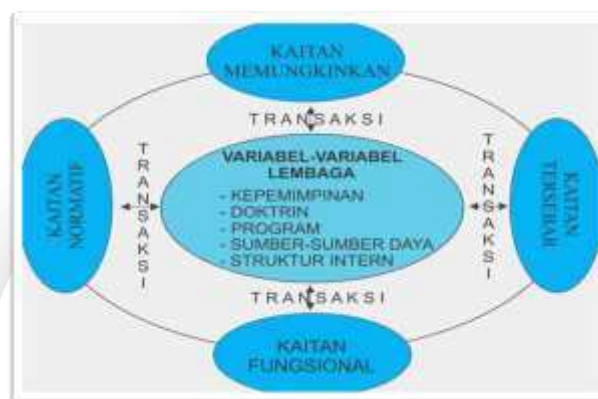 KAITAN
MEMUNGKINKAN
TRANSAKSI
KAITAN
NORMATIF
TRANSAKSI
VARIABEL-VARIABEL
LEMBAGA
- KEPEMIMPINAN
- DOKTRIN
- PROGRAM
- SUMBER-SUMBER DAYA
- STRUKTUR INTERN
TRANSAKSI
KAITAN
TERSEBAR
TRANSAKSI
KAITAN
FUNGSIONAL